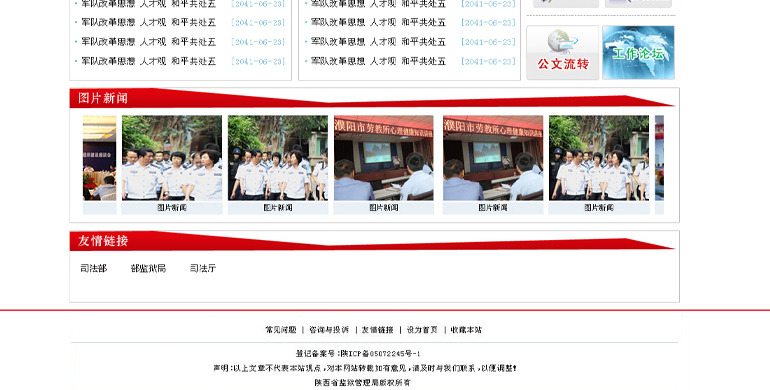 军队改革思想 人才观 和平共处五 [2041-06-23] 军队改革思想 人才观 和平共处五 [2041-06-23]
· 军队改革思想 人才观 和平共处五 [2041-06-23] · 军队改革思想 人才观 和平共处五 [2041-06-23]
· 军队改革思想 人才观 和平共处五 [2041-06-23] · 军队改革思想 人才观 和平共处五 [2041-06-23]
· 军队改革思想 人才观 和平共处五 [2041-06-23] · 军队改革思想 人才观 和平共处五 [2041-06-23]
公文流转 工作论坛
图片新闻
濮阳市劳教所心理健康知识讲座 濮阳市劳教所心理健康知识讲座
图片新闻 图片新闻 图片新闻 图片新闻 图片新闻
友情链接
司法部 部监狱局 司法厅
常见问题 | 咨询与投诉 | 友情链接 | 设为首页 | 收藏本站
登记备案号:陕ICP备05072245号-1
声明:以上文章不代表本站观点,对本网站转载如有意见,请及时与我们联系,以便调整!
陕西省监狱管理局版权所有